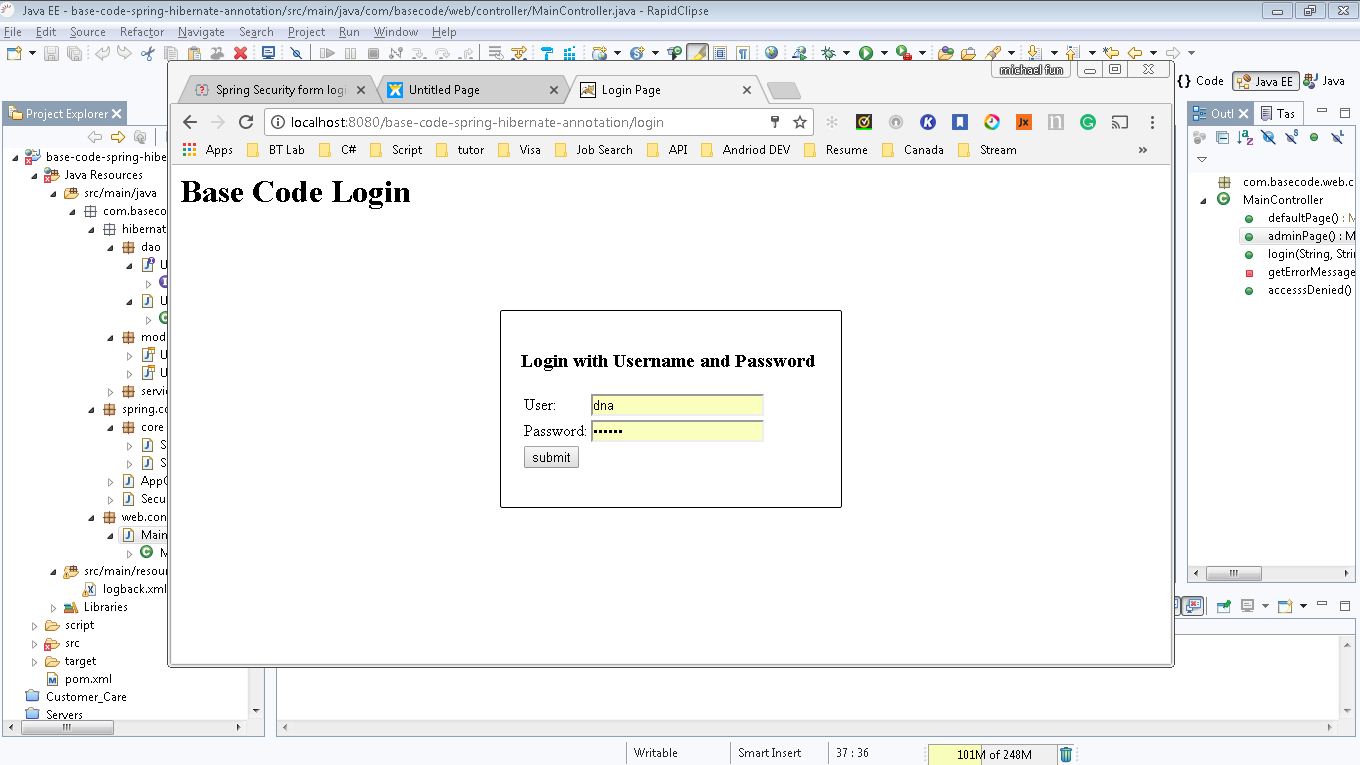 Java EE - base-code-spring-hibernate-annotation/src/main/java/com/basecode/web/controller/MainController.java - RapidClipse
File Edit Source Refactor Navigate Search Project Run Window Help
michael fun
Spring Security form logi
Untitled Page
Login Page
Code
Java EE
Java
localhost:8080/base-code-spring-hibernate-annotation/login
Apps BT Lab C# Script tutor Visa Job Search API Andriod DEV Resume Canada Stream »
Base Code Login
Login with Username and Password
User: dna
Password: ••••••
submit
Project Explorer
base-code-spring-hibe
Java Resources
src/main/java
com.baseco
hibernat
dao
U
U
mod
U
U
servi
spring.co
core
S
S
AppC
Secu
web.con
Main
M
src/main/resour
logback.xml
Libraries
script
src
target
pom.xml
Customer_Care
Servers
Outl
Tas
com.basecode.web.c
MainController
defaultPage() : M
adminPage() : M
login(String, Strin
getErrorMessage
accesssDenied()
Writable
Smart Insert
37 : 36
101M of 248M